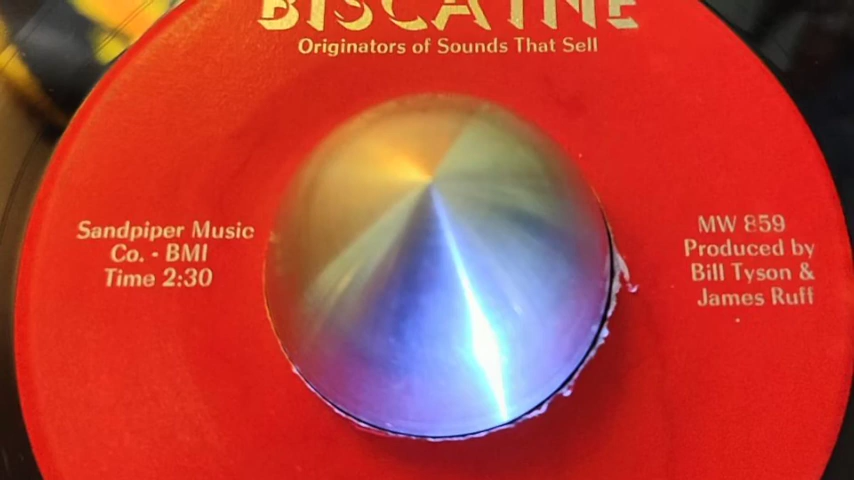 BISCAYNE
Originators of Sounds That Sell
Sandpiper Music
Co. - BMI
Time 2:30
MW 859
Produced by
Bill Tyson &
James Ruff